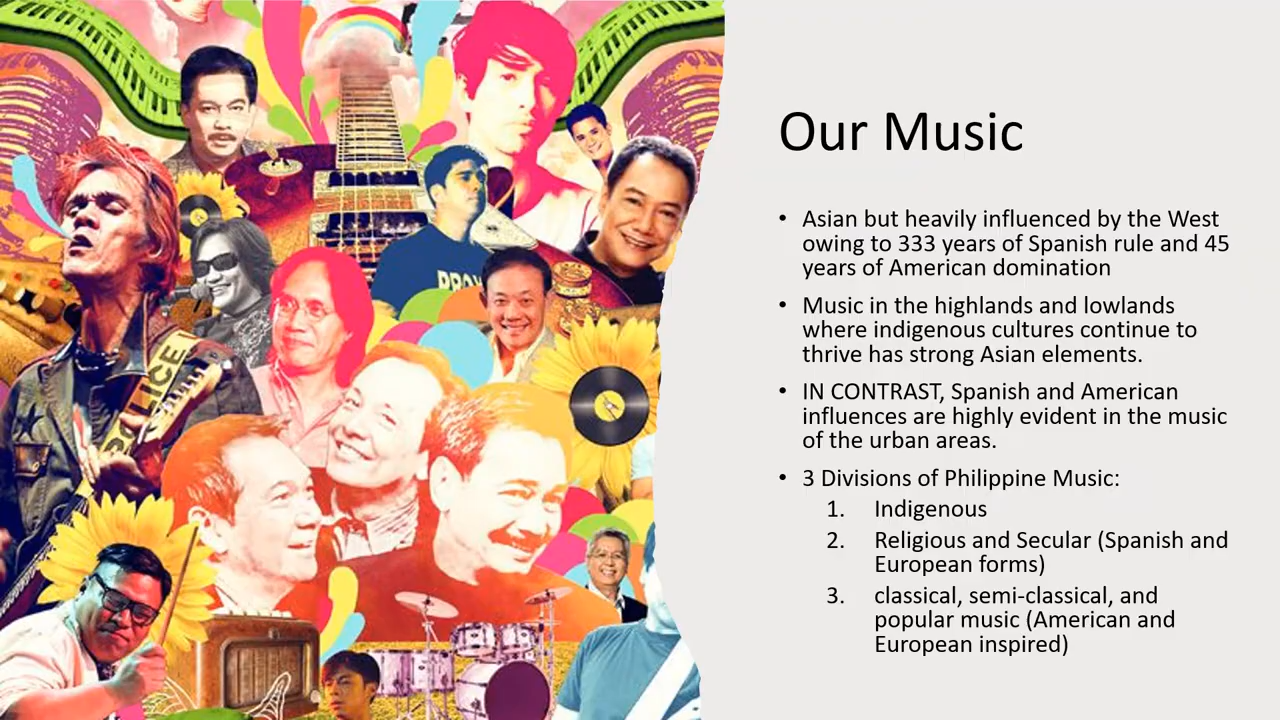 Our Music
• Asian but heavily influenced by the West
owing to 333 years of Spanish rule and 45
years of American domination
• Music in the highlands and lowlands
where indigenous cultures continue to
thrive has strong Asian elements.
• IN CONTRAST, Spanish and American
influences are highly evident in the music
of the urban areas.
• 3 Divisions of Philippine Music:
1. Indigenous
2. Religious and Secular (Spanish and
European forms)
3. classical, semi-classical, and
popular music (American and
European inspired)